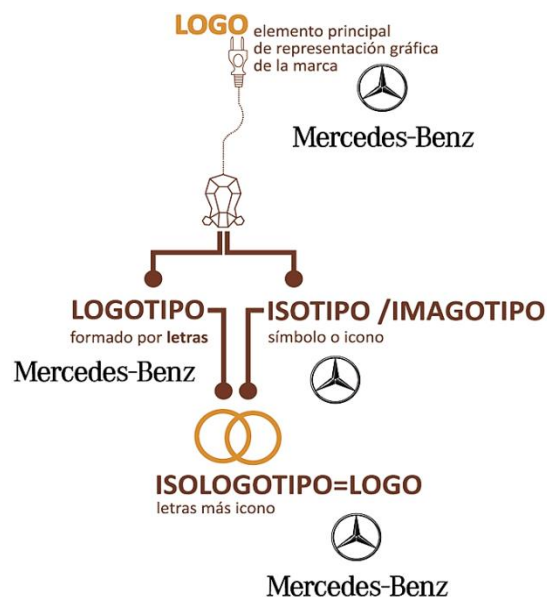 LOGO elemento principal
de representación gráfica
de la marca
Mercedes-Benz
LOGOTIPO
formado por letras
Mercedes-Benz
ISOTIPO /IMAGOTIPO
símbolo o icono
ISOLOGOTIPO=LOGO
letras más icono
Mercedes-Benz